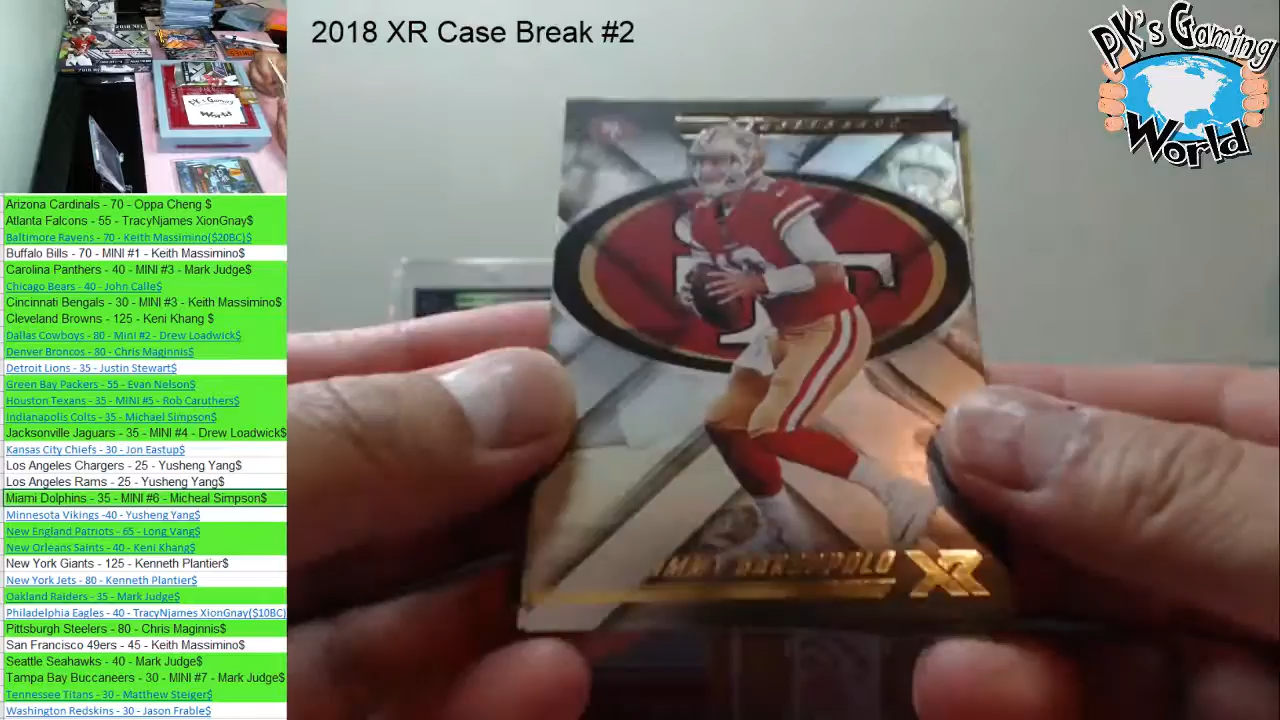 2018 XR Case Break #2
PK's Gaming
World
PK's Gaming
World
Arizona Cardinals - 70 - Oppa Cheng $
Atlanta Falcons - 55 - TracyNjames XionGnay$
Baltimore Ravens - 70 - Keith Massimino($20BC)$
Buffalo Bills - 70 - MINI #1 - Keith Massimino$
Carolina Panthers - 40 - MINI #3 - Mark Judge$
Chicago Bears - 40 - John Calle$
Cincinnati Bengals - 30 - MINI #3 - Keith Massimino$
Cleveland Browns - 125 - Keni Khang $
Dallas Cowboys - 80 - Mini #2 - Drew Loadwick$
Denver Broncos - 80 - Chris Maginnis$
Detroit Lions - 35 - Justin Stewart$
Green Bay Packers - 55 - Evan Nelson$
Houston Texans - 35 - MINI #5 - Rob Caruthers$
Indianapolis Colts - 35 - Michael Simpson$
Jacksonville Jaguars - 35 - MINI #4 - Drew Loadwick$
Kansas City Chiefs - 30 - Jon Eastup$
Los Angeles Chargers - 25 - Yusheng Yang$
Los Angeles Rams - 25 - Yusheng Yang$
Miami Dolphins - 35 - MINI #6 - Micheal Simpson$
Minnesota Vikings -40 - Yusheng Yang$
New England Patriots - 65 - Long Vang$
New Orleans Saints - 40 - Keni Khang$
New York Giants - 125 - Kenneth Plantier$
New York Jets - 80 - Kenneth Plantier$
Oakland Raiders - 35 - Mark Judge$
Philadelphia Eagles - 40 - TracyNjames XionGnay($10BC)
Pittsburgh Steelers - 80 - Chris Maginnis$
San Francisco 49ers - 45 - Keith Massimino$
Seattle Seahawks - 40 - Mark Judge$
Tampa Bay Buccaneers - 30 - MINI #7 - Mark Judge$
Tennessee Titans - 30 - Matthew Steiger$
Washington Redskins - 30 - Jason Frable$
GAROPPOLO
XR